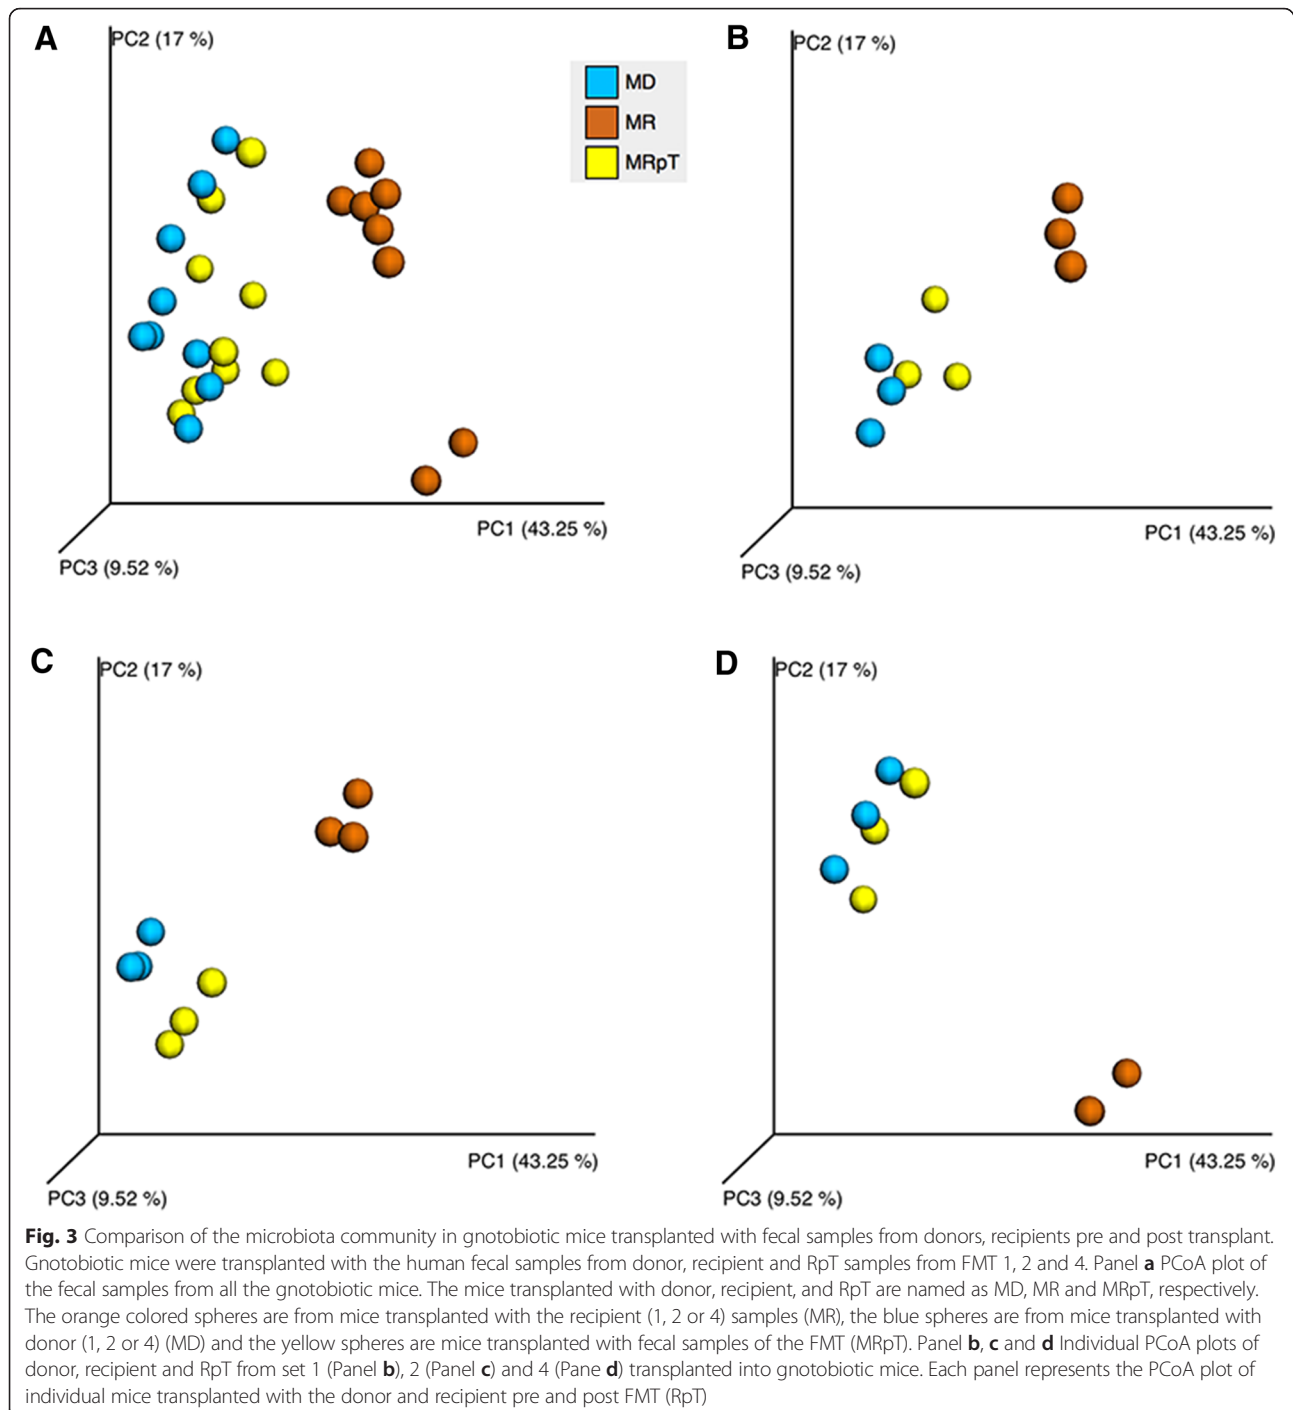 A
PC2 (17 %)
MD
MR
MRpT
PC1 (43.25 %)
PC3 (9.52 %)
B
PC2 (17 %)
PC1 (43.25 %)
PC3 (9.52 %)
C
PC2 (17 %)
PC1 (43.25 %)
PC3 (9.52 %)
D
PC2 (17 %)
PC1 (43.25 %)
PC3 (9.52 %)
Fig. 3 Comparison of the microbiota community in gnotobiotic mice transplanted with fecal samples from donors, recipients pre and post transplant.
Gnotobiotic mice were transplanted with the human fecal samples from donor, recipient and RpT samples from FMT 1, 2 and 4. Panel a PCoA plot of
the fecal samples from all the gnotobiotic mice. The mice transplanted with donor, recipient, and RpT are named as MD, MR and MRpT, respectively.
The orange colored spheres are from mice transplanted with the recipient (1, 2 or 4) samples (MR), the blue spheres are from mice transplanted with
donor (1, 2 or 4) (MD) and the yellow spheres are mice transplanted with fecal samples of the FMT (MRpT). Panel b, c and d Individual PCoA plots of
donor, recipient and RpT from set 1 (Panel b), 2 (Panel c) and 4 (Pane d) transplanted into gnotobiotic mice. Each panel represents the PCoA plot of
individual mice transplanted with the donor and recipient pre and post FMT (RpT)